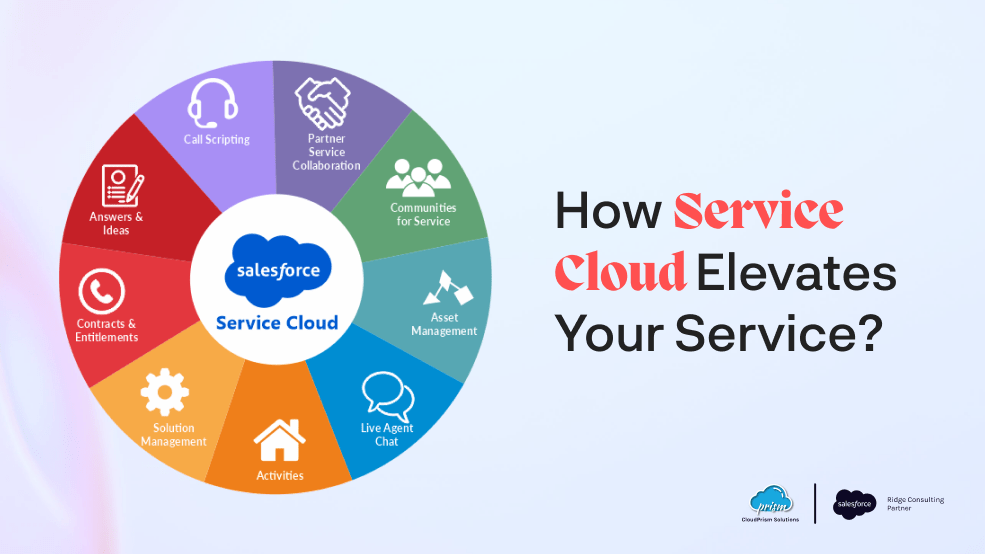 Call Scripting
Partner
Service
Collaboration
Communities
for Service
Asset
Management
Live Agent
Chat
Activities
Solution
Management
Contracts &
Entitlements
Answers &
Ideas
salesforce
Service Cloud
How Service
Cloud Elevates
Your Service?
prism
CloudPrism Solutions
salesforce
Ridge Consulting
Partner